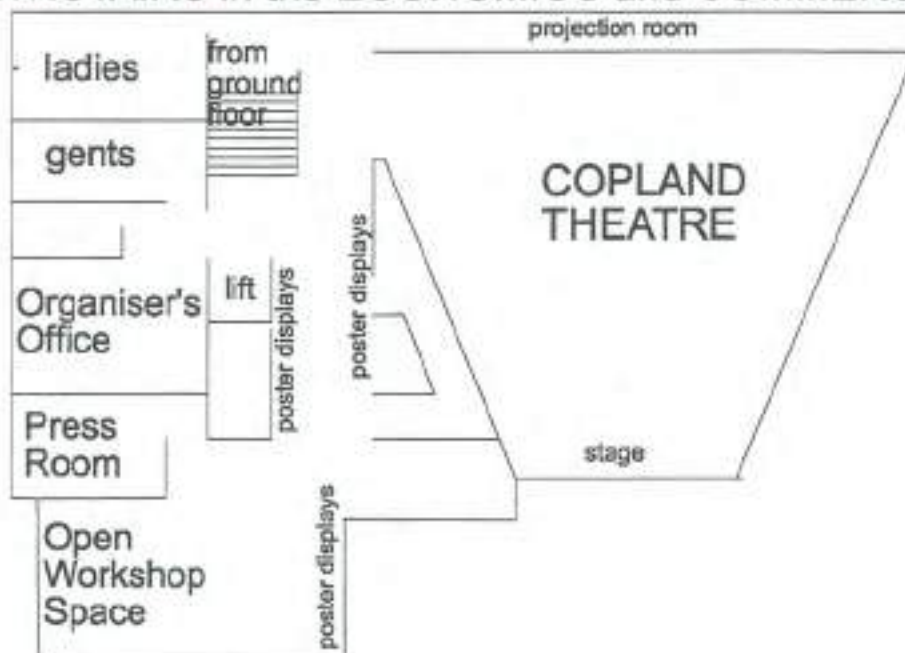 projection room
ladies
from
ground
floor
gents
COPLAND
THEATRE
poster displays
lift
poster displays
Organiser's
Office
Press
Room
stage
poster displays
Open
Workshop
Space